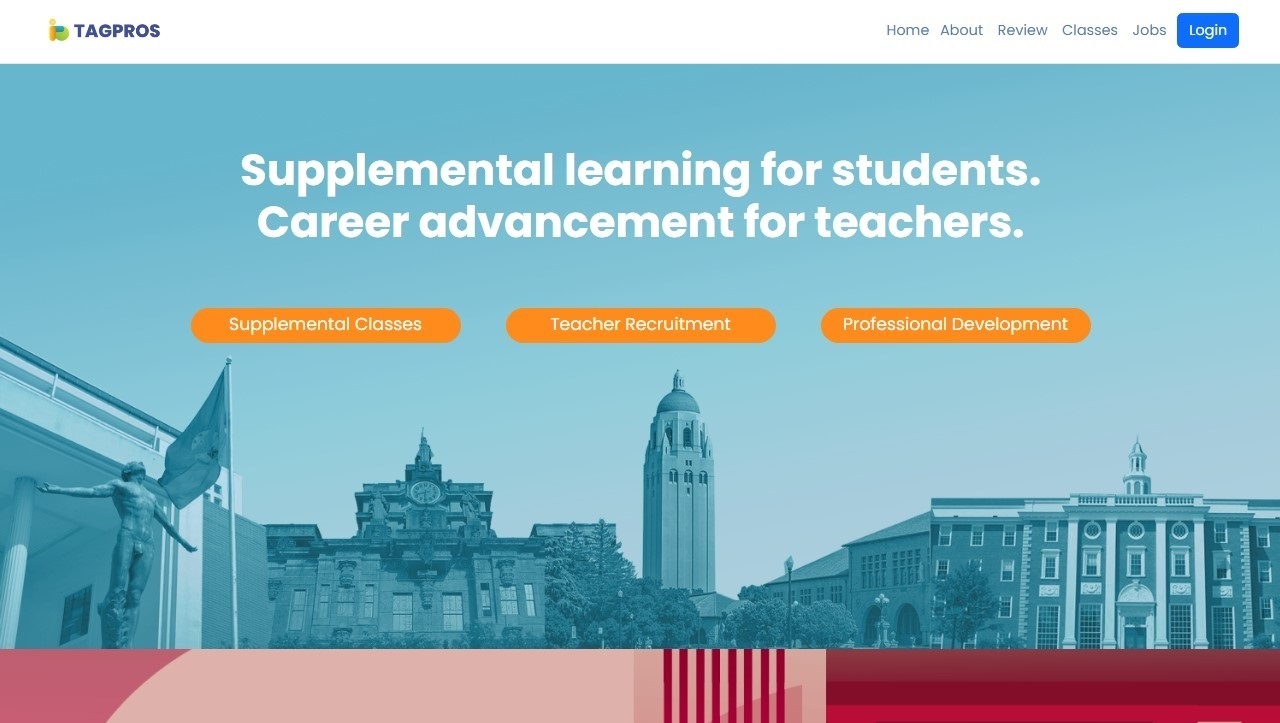 TAGPROS
Home About Review Classes Jobs Login
Supplemental learning for students.
Career advancement for teachers.
Supplemental Classes
Teacher Recruitment
Professional Development